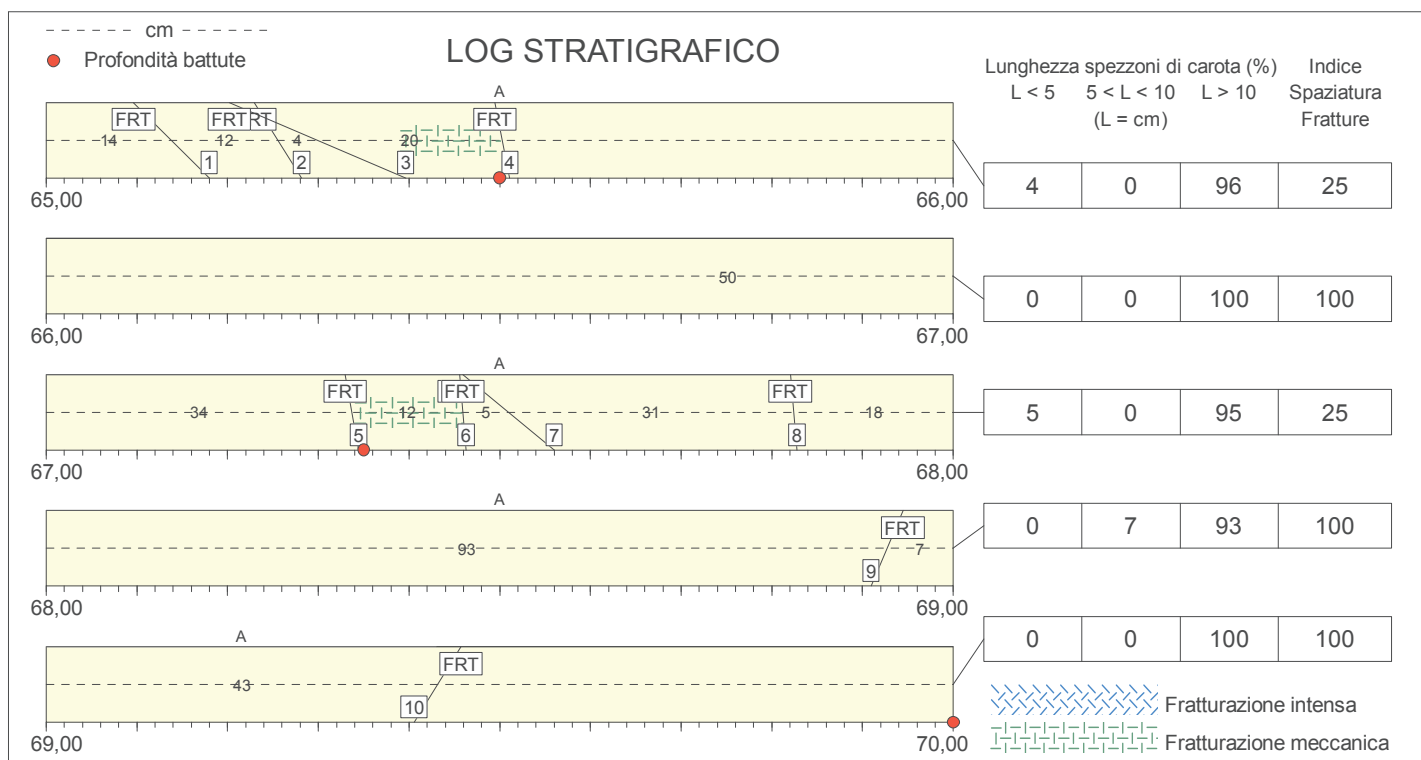 cm
Profondità battute
LOG STRATIGRAFICO
Lunghezza spezzoni di carota (%)
L < 5 5 < L < 10 L > 10
(L = cm)
Indice
Spaziatura
Fratture
A
FRT FRT RT FRT
14 12 4 20
1 2 3 4
65,00 66,00
4 0 96 25
50
66,00 67,00
0 0 100 100
A
FRT FRT FRT
34 12 5 31 18
5 6 7 8
67,00 68,00
5 0 95 25
A
FRT
93 7
9
68,00 69,00
0 7 93 100
A
FRT
43
10
69,00 70,00
0 0 100 100
Fratturazione intensa
Fratturazione meccanica